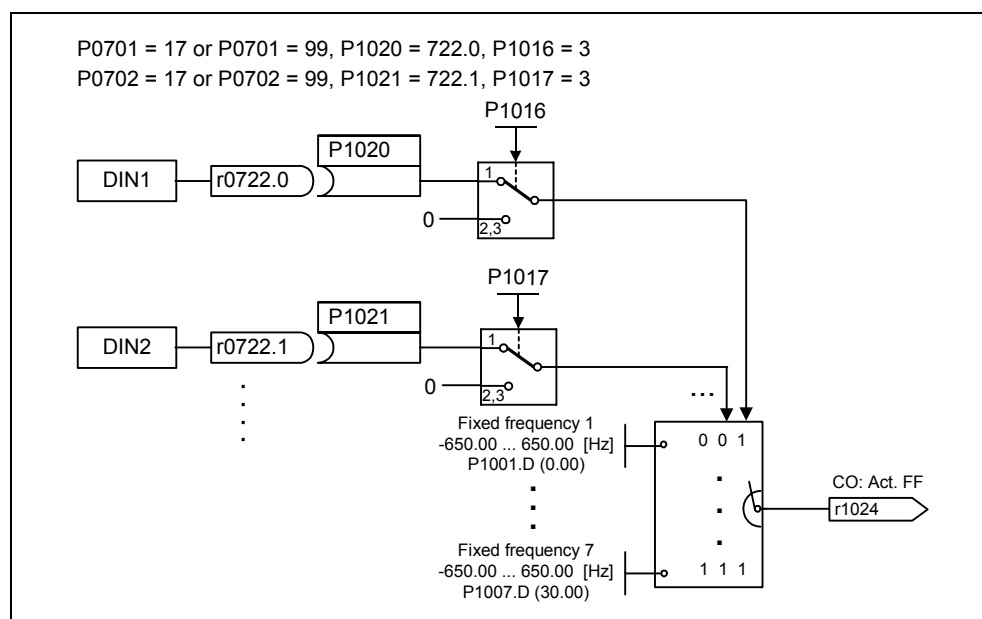 P0701 = 17 or P0701 = 99, P1020 = 722.0, P1016 = 3
P0702 = 17 or P0702 = 99, P1021 = 722.1, P1017 = 3
P1016
P1020
DIN1
r0722.0
1
0
2,3
P1017
P1021
DIN2
r0722.1
1
0
2,3
...
Fixed frequency 1
-650.00 ... 650.00 [Hz]
P1001.D (0.00)
0 0 1
CO: Act. FF
r1024
Fixed frequency 7
-650.00 ... 650.00 [Hz]
P1007.D (30.00)
1 1 1